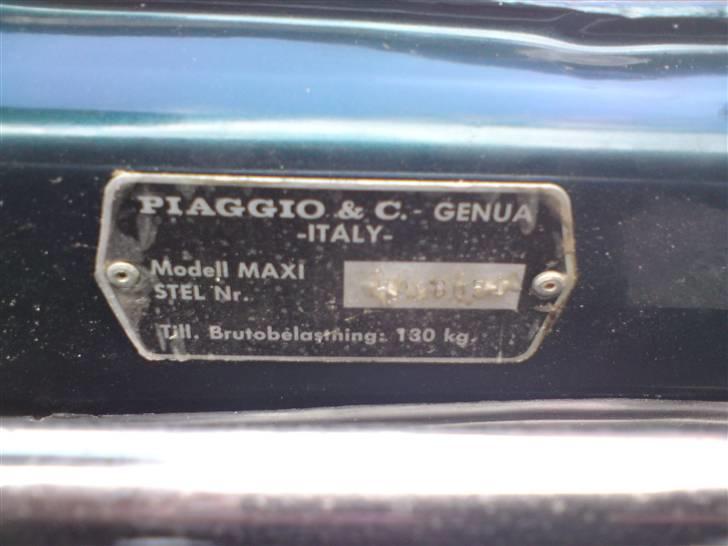 PIAGGIO & C. - GENUA
-ITALY-
Modell MAXI
STEL Nr.
Till. Brutobelastning: 130 kg.